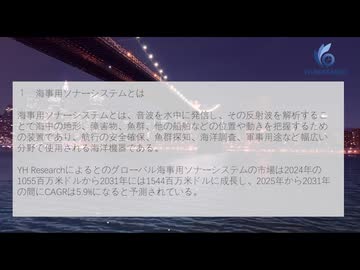 1　海事用ソナーシステムとは
海事用ソナーシステムとは、音波を水中に発信し、その反射波を解析するこ
とで海中の地形、障害物、魚群、他の船舶などの位置や動きを把握するため
の装置であり、航行の安全確保、魚群探知、海洋調査、軍事用途など幅広い
分野で使用される海洋機器である。
YH Researchによるとのグローバル海事用ソナーシステムの市場は2024年の
1055百万米ドルから2031年には1544百万米ドルに成長し、2025年から2031年
の間にCAGRは5.9%になると予測されている。